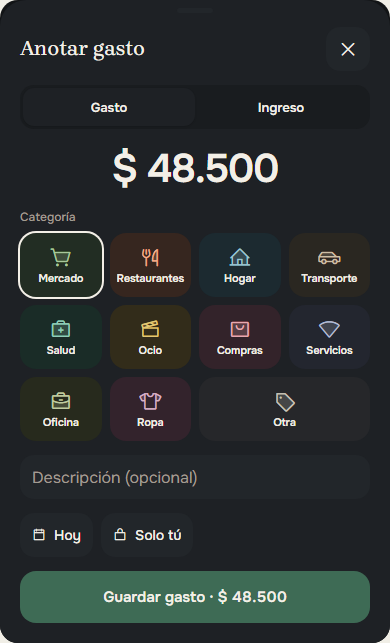 Anotar gasto
Gasto
Ingreso
$ 48.500
Categoría
Mercado
Restaurantes
Hogar
Transporte
Salud
Ocio
Compras
Servicios
Oficina
Ropa
Otra
Descripción (opcional)
Hoy
Solo tú
Guardar gasto · $ 48.500